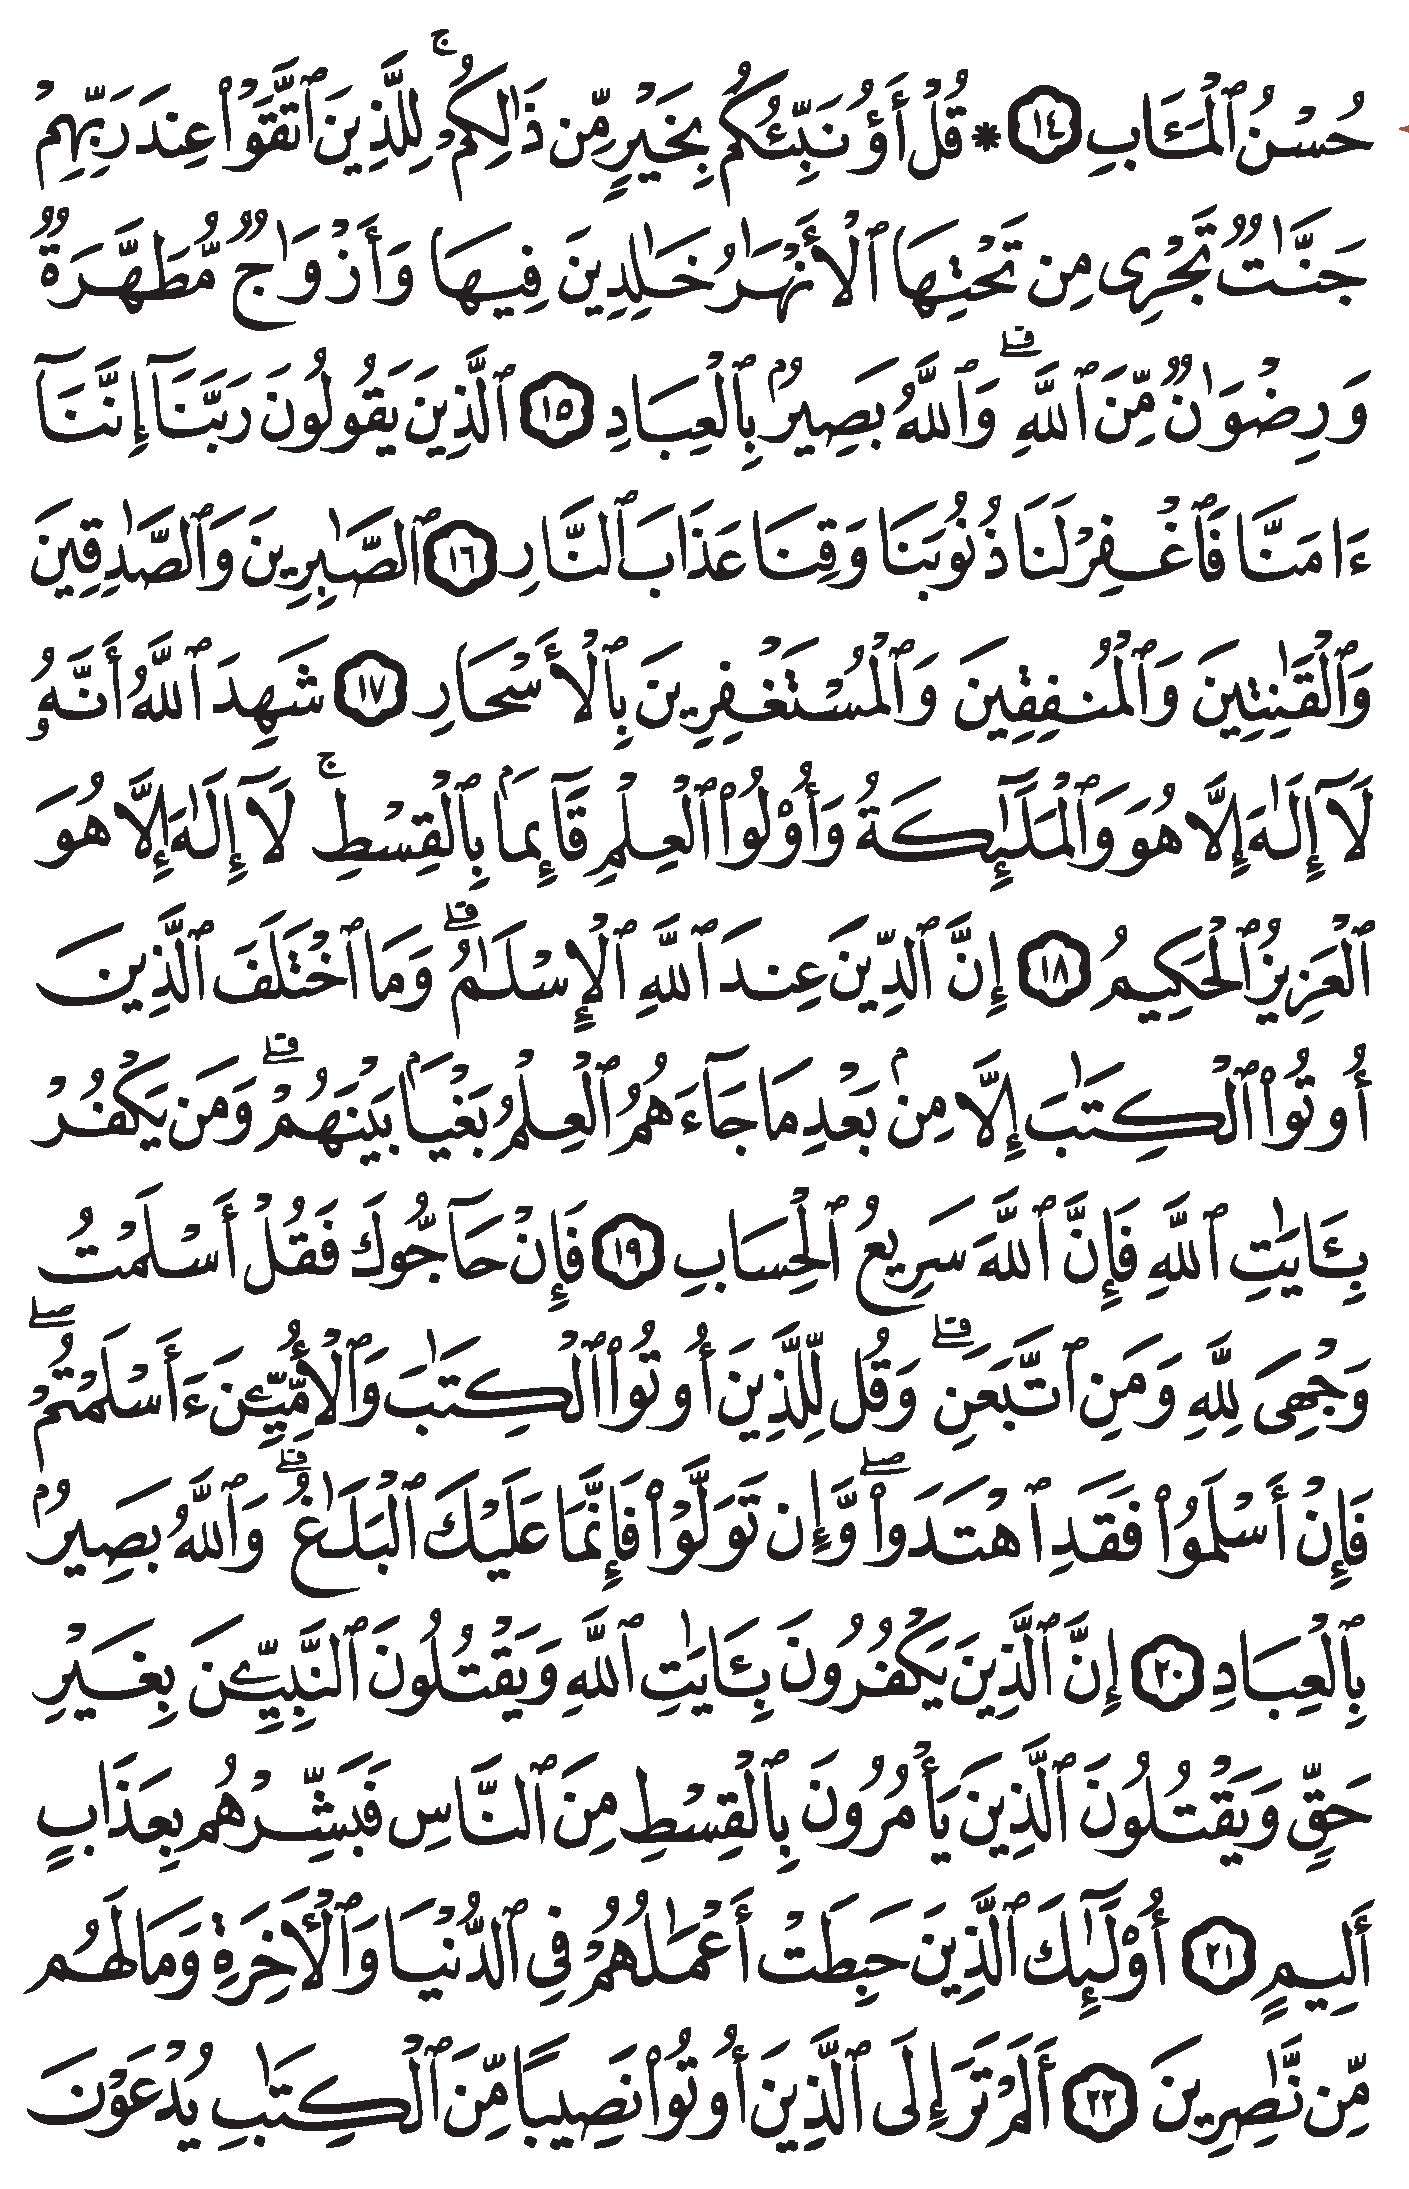 حُسْنُ ٱلْمَـَٔابِ ١٤ * قُلْ أَؤُنَبِّئُكُم بِخَيْرٍ مِّن ذَٰلِكُمْ ۚ لِلَّذِينَ ٱتَّقَوْا۟ عِندَ رَبِّهِمْ
جَنَّـٰتٌ تَجْرِى مِن تَحْتِهَا ٱلْأَنْهَـٰرُ خَـٰلِدِينَ فِيهَا وَأَزْوَٰجٌ مُّطَهَّرَةٌ
وَرِضْوَٰنٌ مِّنَ ٱللَّهِ ۗ وَٱللَّهُ بَصِيرٌۢ بِٱلْعِبَادِ ١٥ ٱلَّذِينَ يَقُولُونَ رَبَّنَآ إِنَّنَآ
ءَامَنَّا فَٱغْفِرْ لَنَا ذُنُوبَنَا وَقِنَا عَذَابَ ٱلنَّارِ ١٦ ٱلصَّـٰبِرِينَ وَٱلصَّـٰدِقِينَ
وَٱلْقَـٰنِتِينَ وَٱلْمُنفِقِينَ وَٱلْمُسْتَغْفِرِينَ بِٱلْأَسْحَارِ ١٧ شَهِدَ ٱللَّهُ أَنَّهُۥ
لَآ إِلَـٰهَ إِلَّا هُوَ وَٱلْمَلَـٰٓئِكَةُ وَأُو۟لُوا۟ ٱلْعِلْمِ قَآئِمًۢا بِٱلْقِسْطِ ۚ لَآ إِلَـٰهَ إِلَّا هُوَ
ٱلْعَزِيزُ ٱلْحَكِيمُ ١٨ إِنَّ ٱلدِّينَ عِندَ ٱللَّهِ ٱلْإِسْلَـٰمُ ۗ وَمَا ٱخْتَلَفَ ٱلَّذِينَ
أُوتُوا۟ ٱلْكِتَـٰبَ إِلَّا مِنۢ بَعْدِ مَا جَآءَهُمُ ٱلْعِلْمُ بَغْيًۢا بَيْنَهُمْ ۗ وَمَن يَكْفُرْ
بِـَٔايَـٰتِ ٱللَّهِ فَإِنَّ ٱللَّهَ سَرِيعُ ٱلْحِسَابِ ١٩ فَإِنْ حَآجُّوكَ فَقُلْ أَسْلَمْتُ
وَجْهِىَ لِلَّهِ وَمَنِ ٱتَّبَعَنِ ۗ وَقُل لِّلَّذِينَ أُوتُوا۟ ٱلْكِتَـٰبَ وَٱلْأُمِّيِّـۧنَ ءَأَسْلَمْتُمْ ۚ
فَإِنْ أَسْلَمُوا۟ فَقَدِ ٱهْتَدَوا۟ ۖ وَّإِن تَوَلَّوْا۟ فَإِنَّمَا عَلَيْكَ ٱلْبَلَـٰغُ ۗ وَٱللَّهُ بَصِيرٌۢ
بِٱلْعِبَادِ ٢٠ إِنَّ ٱلَّذِينَ يَكْفُرُونَ بِـَٔايَـٰتِ ٱللَّهِ وَيَقْتُلُونَ ٱلنَّبِيِّـۧنَ بِغَيْرِ
حَقٍّ وَيَقْتُلُونَ ٱلَّذِينَ يَأْمُرُونَ بِٱلْقِسْطِ مِنَ ٱلنَّاسِ فَبَشِّرْهُم بِعَذَابٍ
أَلِيمٍ ٢١ أُو۟لَـٰٓئِكَ ٱلَّذِينَ حَبِطَتْ أَعْمَـٰلُهُمْ فِى ٱلدُّنْيَا وَٱلْـَٔاخِرَةِ وَمَا لَهُم
مِّن نَّـٰصِرِينَ ٢٢ أَلَمْ تَرَ إِلَى ٱلَّذِينَ أُوتُوا۟ نَصِيبًا مِّنَ ٱلْكِتَـٰبِ يُدْعَوْنَ